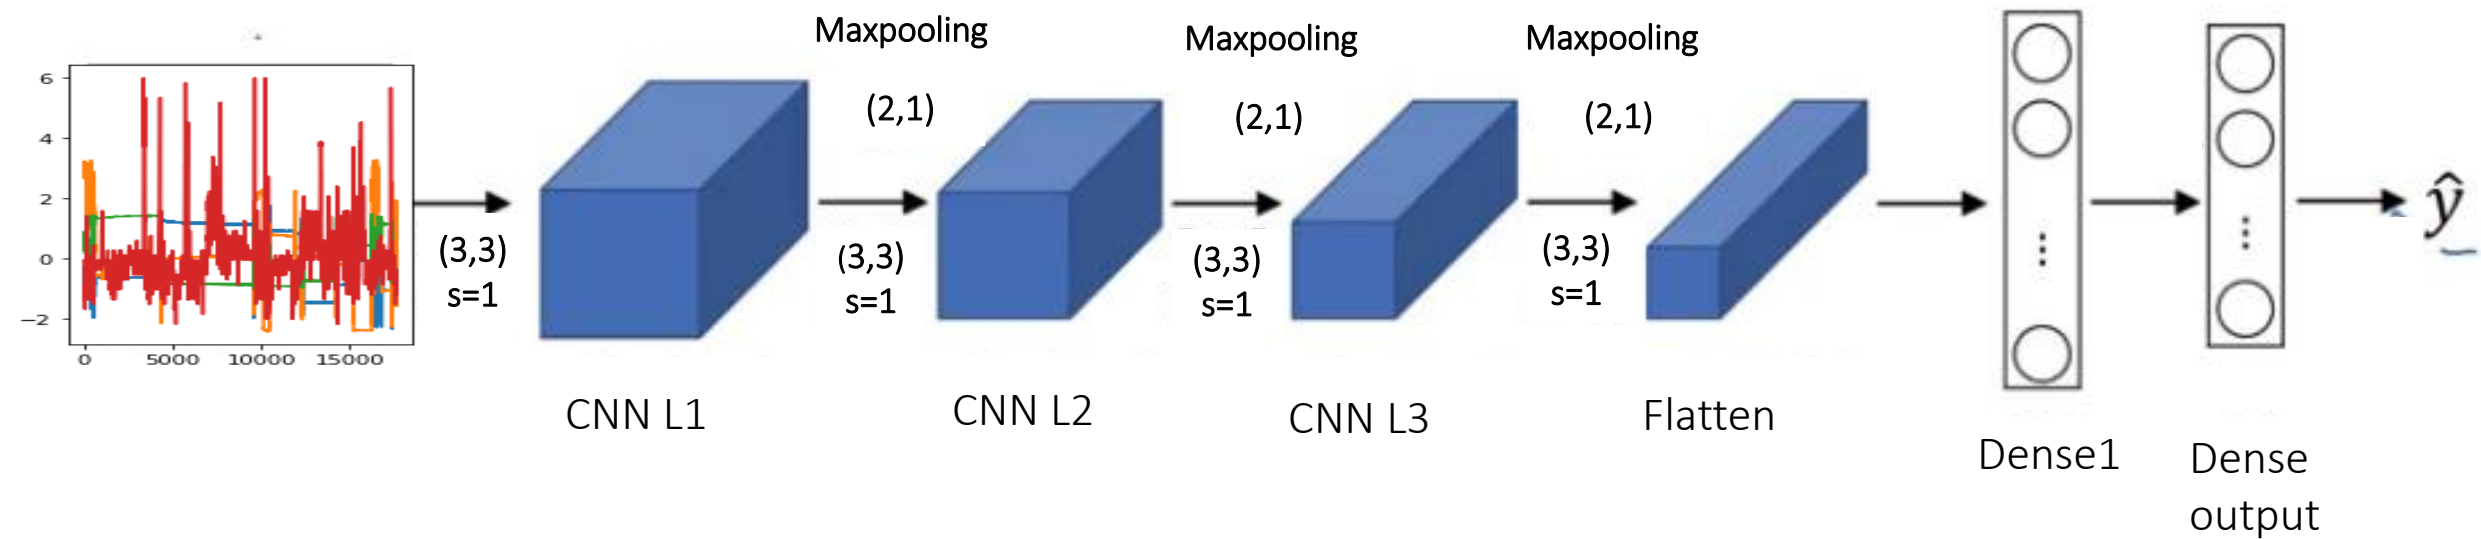 6
4
2
0
−2
0 5000 10000 15000
(3,3)
s=1
CNN L1
Maxpooling
(2,1)
(3,3)
s=1
CNN L2
Maxpooling
(2,1)
(3,3)
s=1
CNN L3
Maxpooling
(2,1)
(3,3)
s=1
Flatten
Dense1
Dense
output
ŷ